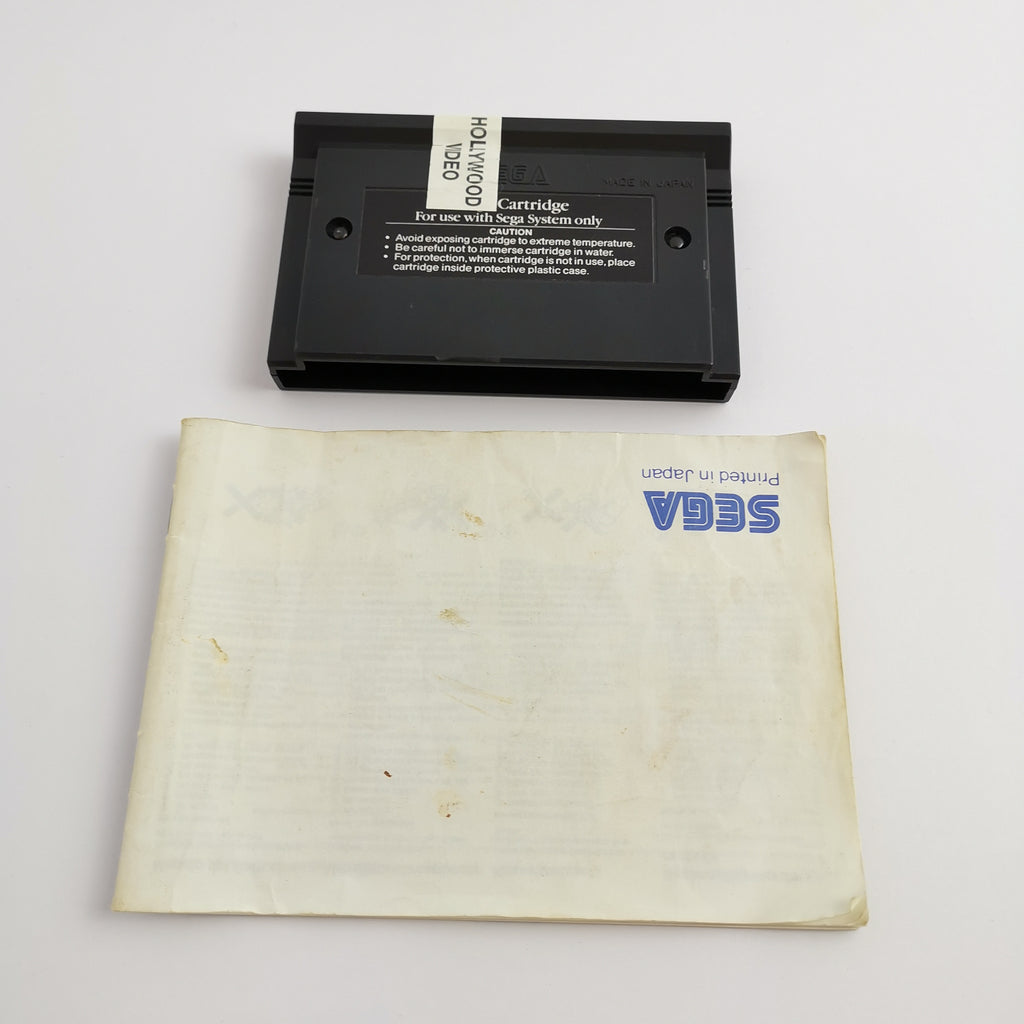 HOLLYWOOD
VIDEO
SEGA
MADE IN JAPAN
Cartridge
For use with Sega System only
CAUTION
• Avoid exposing cartridge to extreme temperature.
• Be careful not to immerse cartridge in water.
• For protection, when cartridge is not in use, place
cartridge inside protective plastic case.
SEGA
Printed in Japan